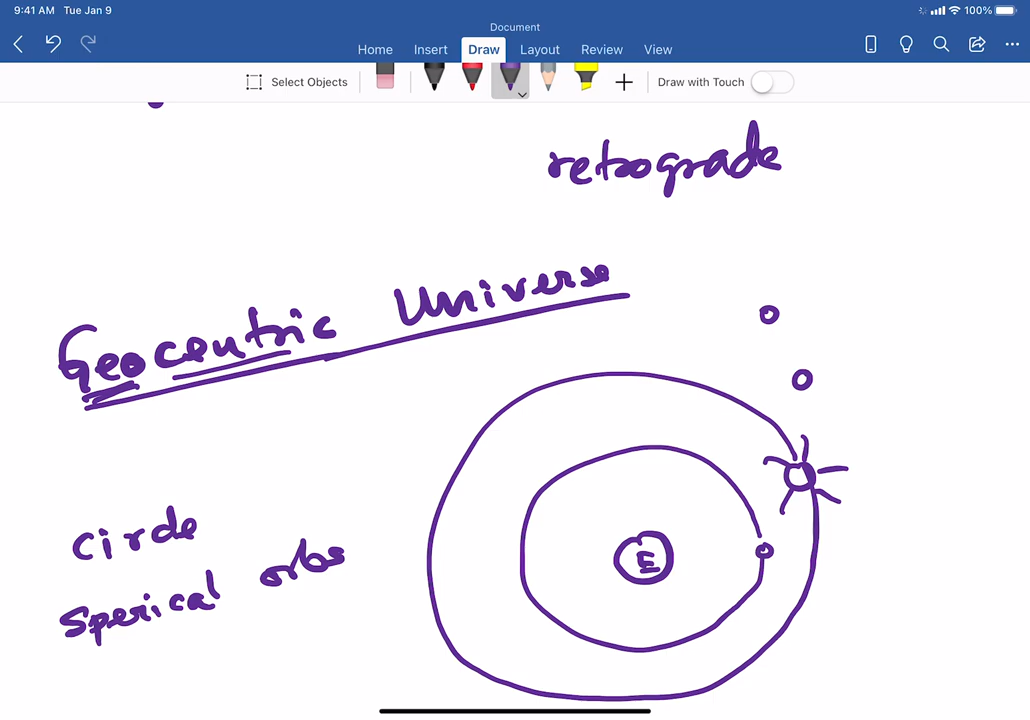 9:41 AM Tue Jan 9
100%
Document
Home Insert Draw Layout Review View
Select Objects
Draw with Touch
retrograde
Geocentric Universe
E
circle
sperical orbs